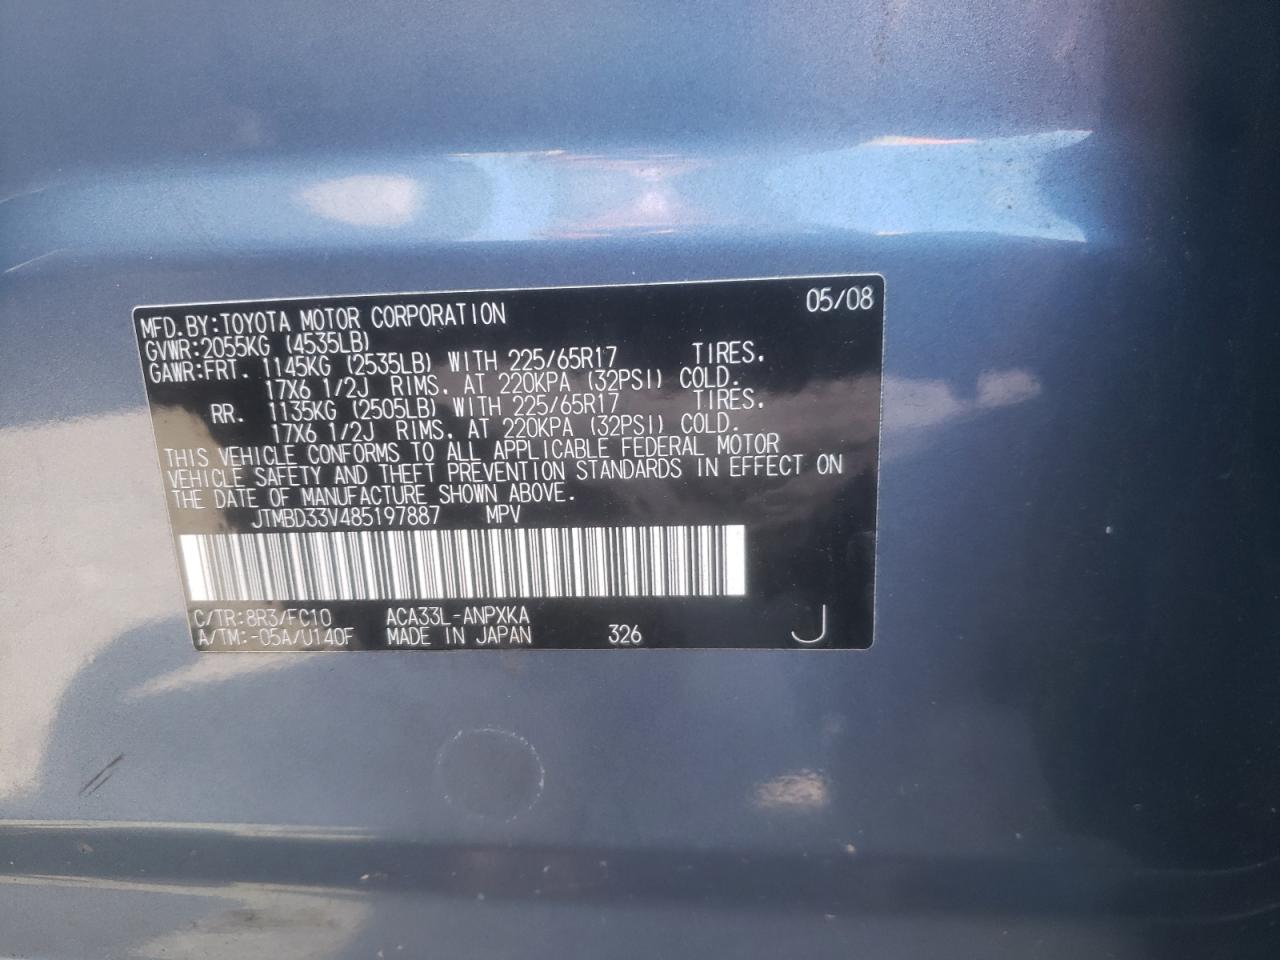 05/08
MFD.BY:TOYOTA MOTOR CORPORATION
GVWR:2055KG (4535LB)
GAWR:FRT. 1145KG (2535LB) WITH 225/65R17 TIRES.
17X6 1/2J RIMS. AT 220KPA (32PSI) COLD.
RR. 1135KG (2505LB) WITH 225/65R17 TIRES.
17X6 1/2J RIMS. AT 220KPA (32PSI) COLD.
THIS VEHICLE CONFORMS TO ALL APPLICABLE FEDERAL MOTOR
VEHICLE SAFETY AND THEFT PREVENTION STANDARDS IN EFFECT ON
THE DATE OF MANUFACTURE SHOWN ABOVE.
JTMBD33V485197887 MPV
C/TR:8R3/FC10 ACA33L-ANPXKA
A/TM:-05A/U140F MADE IN JAPAN 326 J